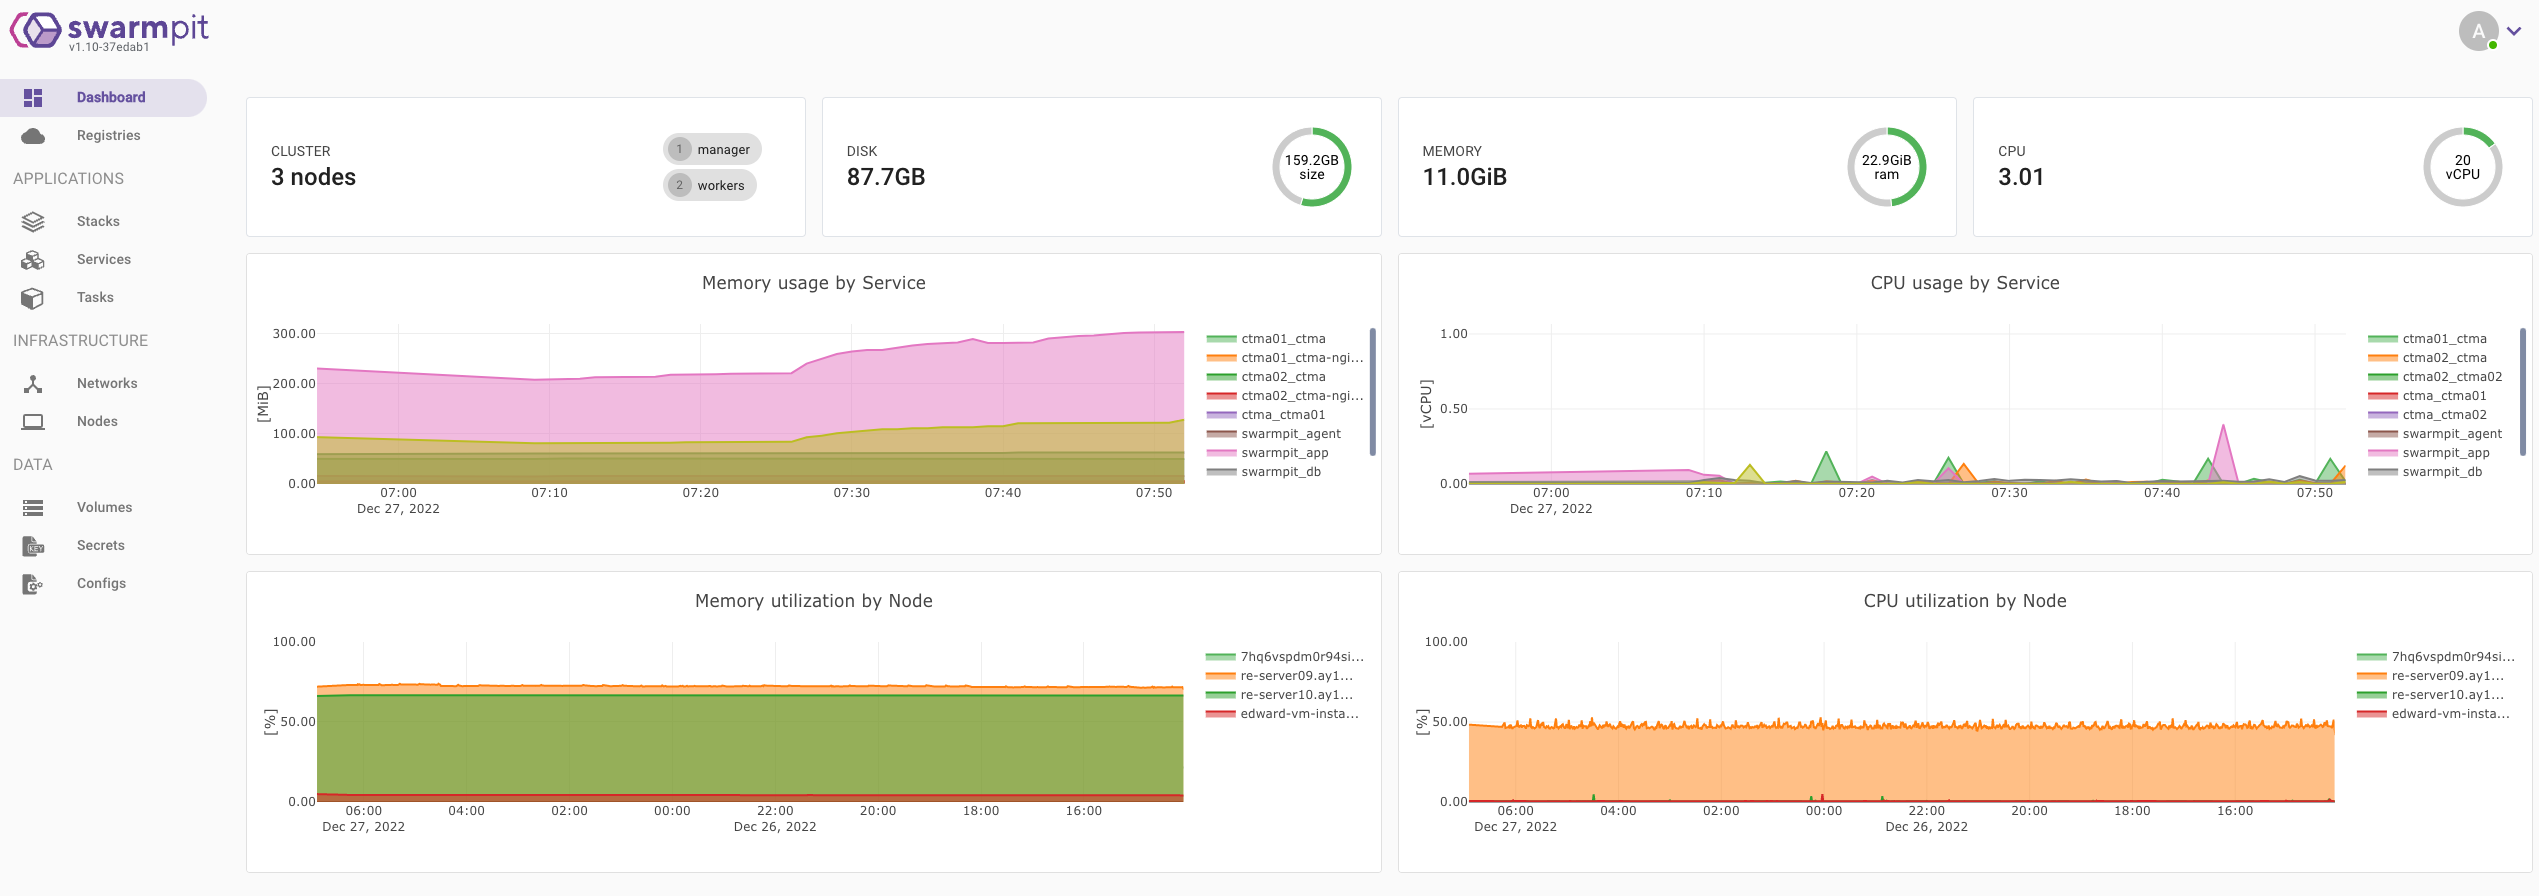 swarmpit
v1.10-37edab1
A
Dashboard
Registries
APPLICATIONS
Stacks
Services
Tasks
INFRASTRUCTURE
Networks
Nodes
DATA
Volumes
KEY
Secrets
Configs
CLUSTER
3 nodes
1 manager
2 workers
DISK
87.7GB
159.2GB
size
MEMORY
11.0GiB
22.9GiB
ram
CPU
3.01
20
vCPU
Memory usage by Service
[MiB]
300.00
200.00
100.00
0.00
07:00 07:10 07:20 07:30 07:40 07:50
Dec 27, 2022
ctma01_ctma
ctma01_ctma-ngi...
ctma02_ctma
ctma02_ctma-ngi...
ctma_ctma01
swarmpit_agent
swarmpit_app
swarmpit_db
CPU usage by Service
[vCPU]
1.00
0.50
0.00
07:00 07:10 07:20 07:30 07:40 07:50
Dec 27, 2022
ctma01_ctma
ctma02_ctma
ctma02_ctma02
ctma_ctma01
ctma_ctma02
swarmpit_agent
swarmpit_app
swarmpit_db
Memory utilization by Node
[%]
100.00
50.00
0.00
06:00 04:00 02:00 00:00 22:00 20:00 18:00 16:00
Dec 27, 2022 Dec 26, 2022
7hq6vspdm0r94si...
re-server09.ay1...
re-server10.ay1...
edward-vm-insta...
CPU utilization by Node
[%]
100.00
50.00
0.00
06:00 04:00 02:00 00:00 22:00 20:00 18:00 16:00
Dec 27, 2022 Dec 26, 2022
7hq6vspdm0r94si...
re-server09.ay1...
re-server10.ay1...
edward-vm-insta...